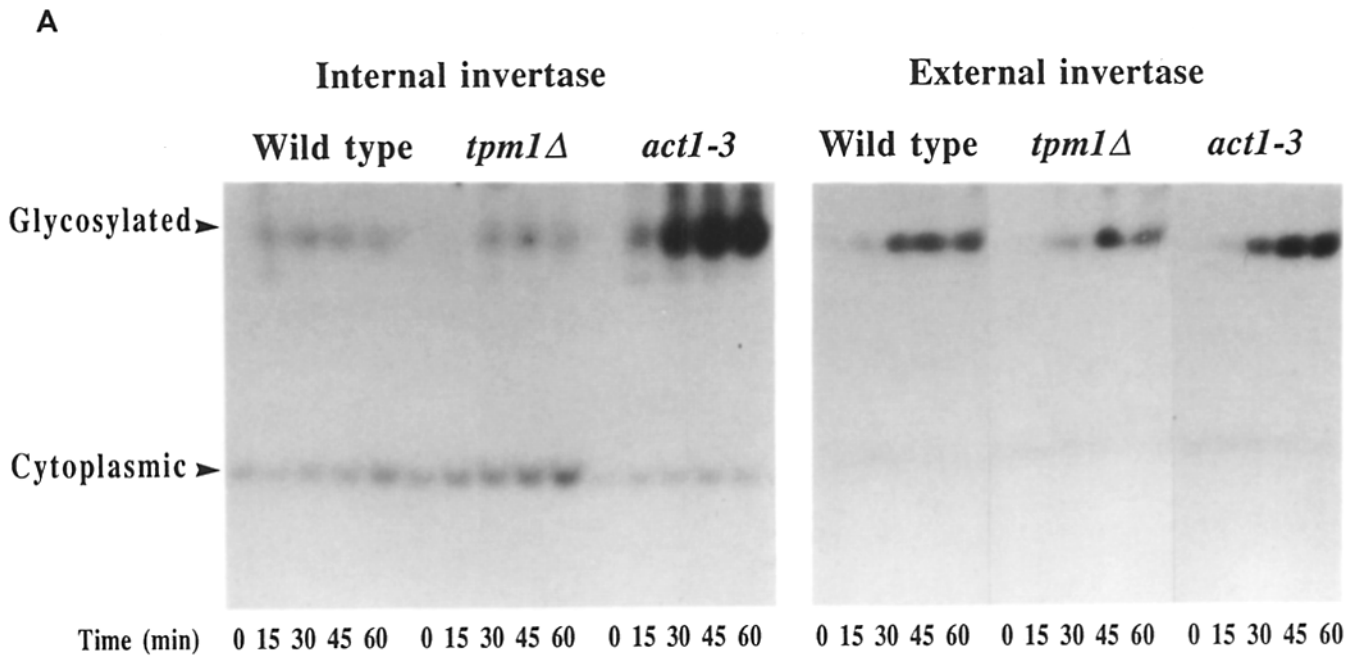 A
Internal invertase
External invertase
Wild type tpm1Δ act1-3
Wild type tpm1Δ act1-3
Glycosylated
Cytoplasmic
Time (min) 0 15 30 45 60 0 15 30 45 60 0 15 30 45 60
0 15 30 45 60 0 15 30 45 60 0 15 30 45 60